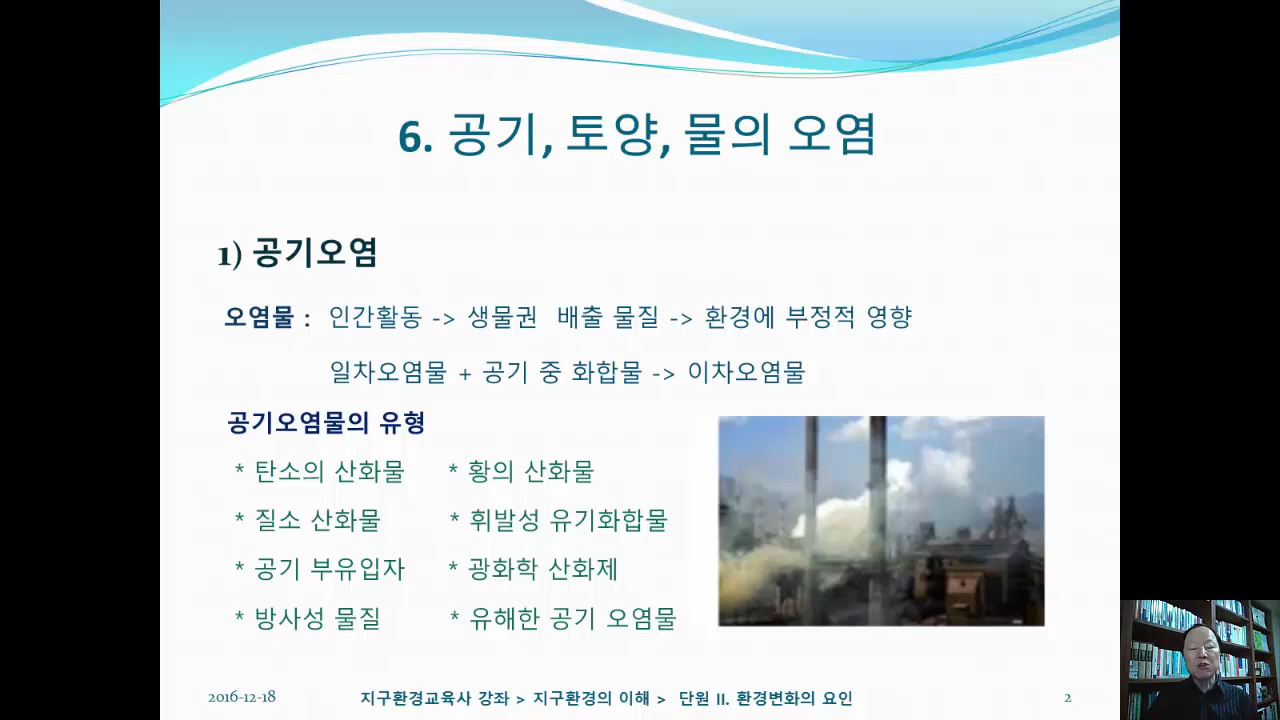 6. 공기, 토양, 물의 오염
1) 공기오염
오염물 : 인간활동 -> 생물권 배출 물질 -> 환경에 부정적 영향
일차오염물 + 공기 중 화합물 -> 이차오염물
공기오염물의 유형
* 탄소의 산화물 * 황의 산화물
* 질소 산화물 * 휘발성 유기화합물
* 공기 부유입자 * 광화학 산화제
* 방사성 물질 * 유해한 공기 오염물
2016-12-18 지구환경교육사 강좌 > 지구환경의 이해 > 단원 II. 환경변화의 요인 2